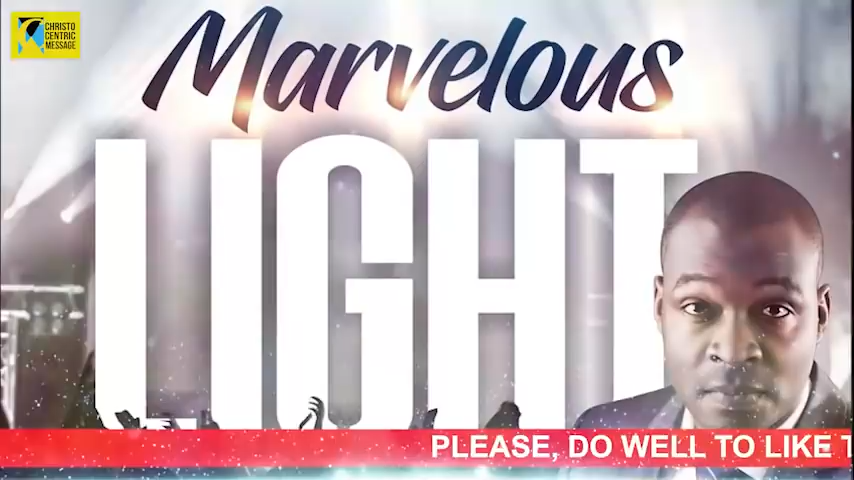 CHRISTO
CENTRIC
MESSAGE
Marvelous
LIGHT
PLEASE, DO WELL TO LIKE